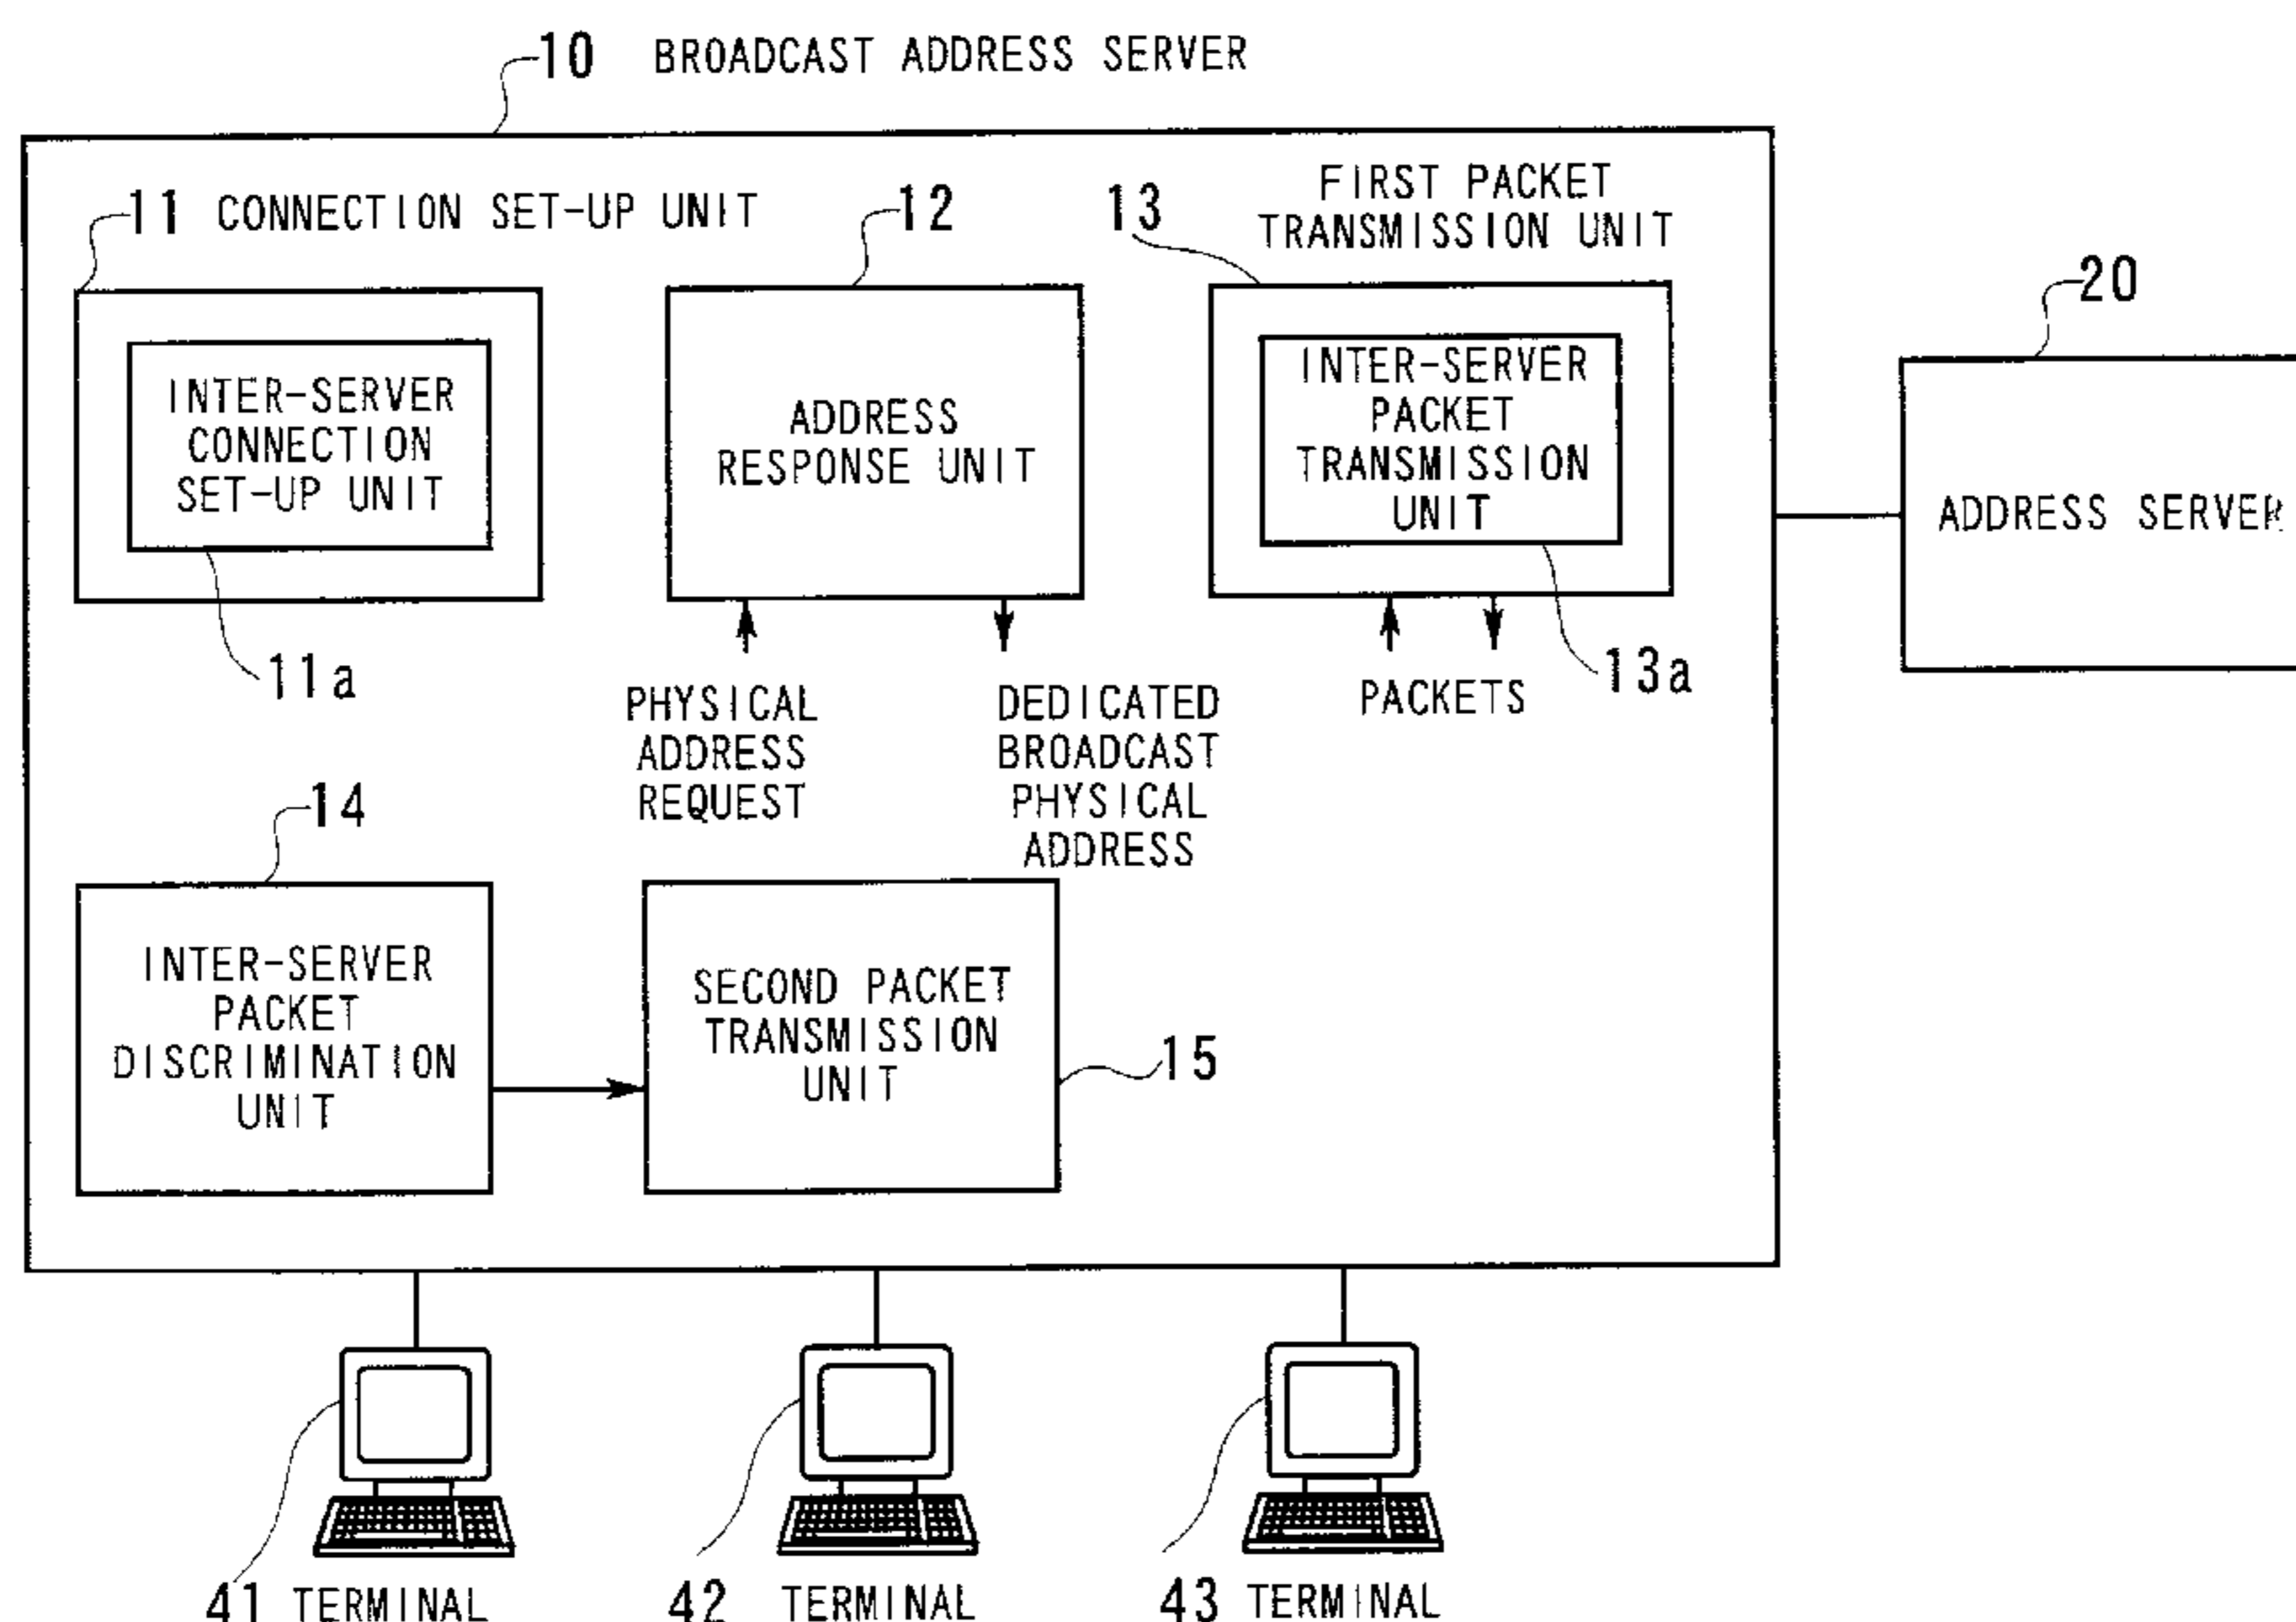 10 BROADCAST ADDRESS SERVER
11 CONNECTION SET-UP UNIT
12
13
FIRST PACKET
TRANSMISSION UNIT
20
INTER-SERVER
CONNECTION
SET-UP UNIT
ADDRESS
RESPONSE UNIT
INTER-SERVER
PACKET
TRANSMISSION
UNIT
ADDRESS SERVER
11a
13a
PHYSICAL
ADDRESS
REQUEST
DEDICATED
BROADCAST
PHYSICAL
ADDRESS
PACKETS
14
INTER-SERVER
PACKET
DISCRIMINATION
UNIT
SECOND PACKET
TRANSMISSION
UNIT
15
41 TERMINAL
42 TERMINAL
43 TERMINAL